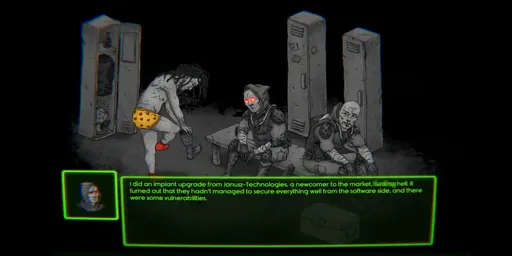 I did an implant upgrade from Janusz-Technologies, a newcomer to the market, hell. It
turned out that they hadn't managed to secure everything well from the software side, and there
were some vulnerabilities.